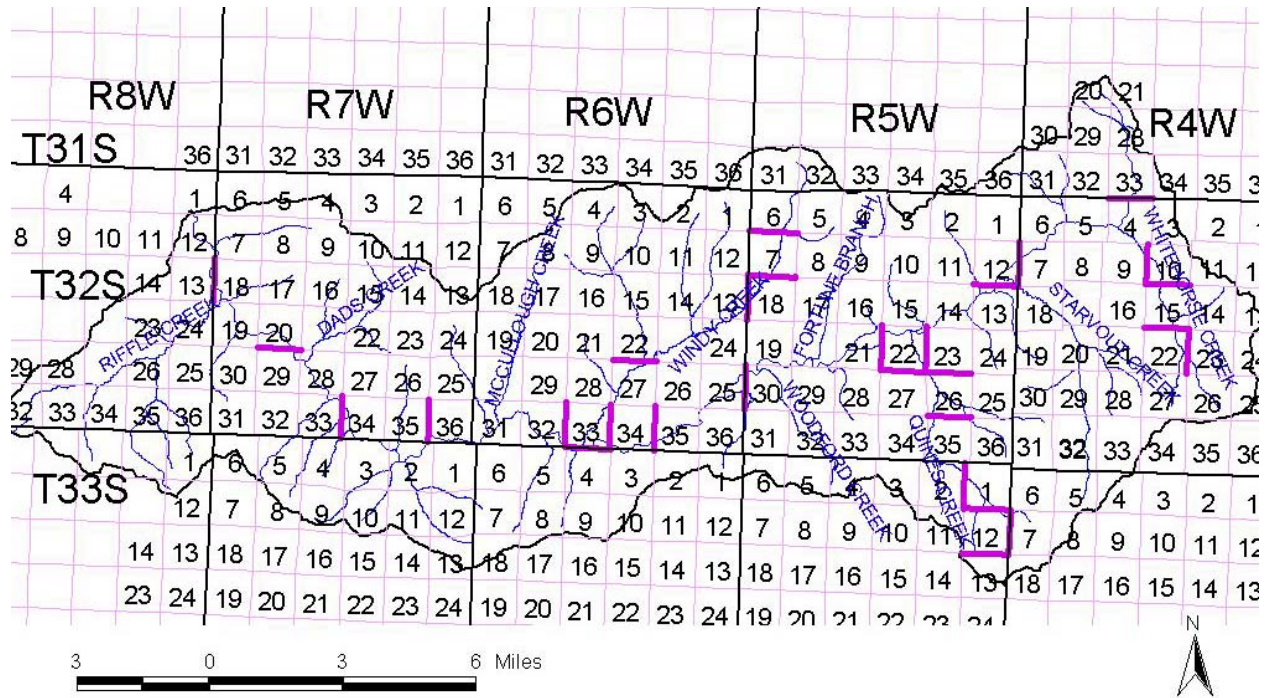 20 21
R8W R7W R6W R5W R4W
30 29 28
T31S
36 31 32 33 34 35 36 31 32 33 34 35 36 31 32 33 34 35 36 31 32 33 34 35
4 1 6 5 4 3 2 1 6 5 4 3 2 1 6 5 4 3 2 1 6 5 4 3 2
8 9 10 11 12 7 8 9 10 11 12 7 8 9 10 11 12 7 8 9 10 11 12 7 8 9 10 11
T32S
14 13 18 17 16 15 14 13 18 17 16 15 14 18 17 16 15 14 13 18 16 15 14
23 24 19 20 22 23 24 19 20 21 22 24 19 21 22 23 24 19 20 21 22 23
29 28 26 25 30 29 28 27 26 25 29 28 27 26 25 30 29 28 27 26 25 30 29 28 27 26
33 34 35 36 31 32 33 34 35 36 31 32 33 34 35 36 31 32 33 34 35 36 31 32 33 34 35 36
T33S
1 6 5 4 3 2 1 6 5 4 3 2 1 6 5 4 3 1 6 5 4 3 2 1
12 7 8 9 10 11 12 7 8 9 10 11 12 7 8 9 10 11 12 7 8 9 10 11 12
14 13 18 17 16 15 14 13 18 17 16 15 14 13 18 17 16 15 14 13 18 17 16 15 14 13
23 24 19 20 21 22 23 24 19 20 21 22 23 24 19 20 21 22 23 24
RIFFLE CREEK
DADS CREEK
MCCULLOUGH CREEK
WINDY CREEK
FORTUNE BRANCH
WOODFORD CREEK
QUINES CREEK
STARVOUT CREEK
WHITEHORSE CREEK
3 0 3 6 Miles
N